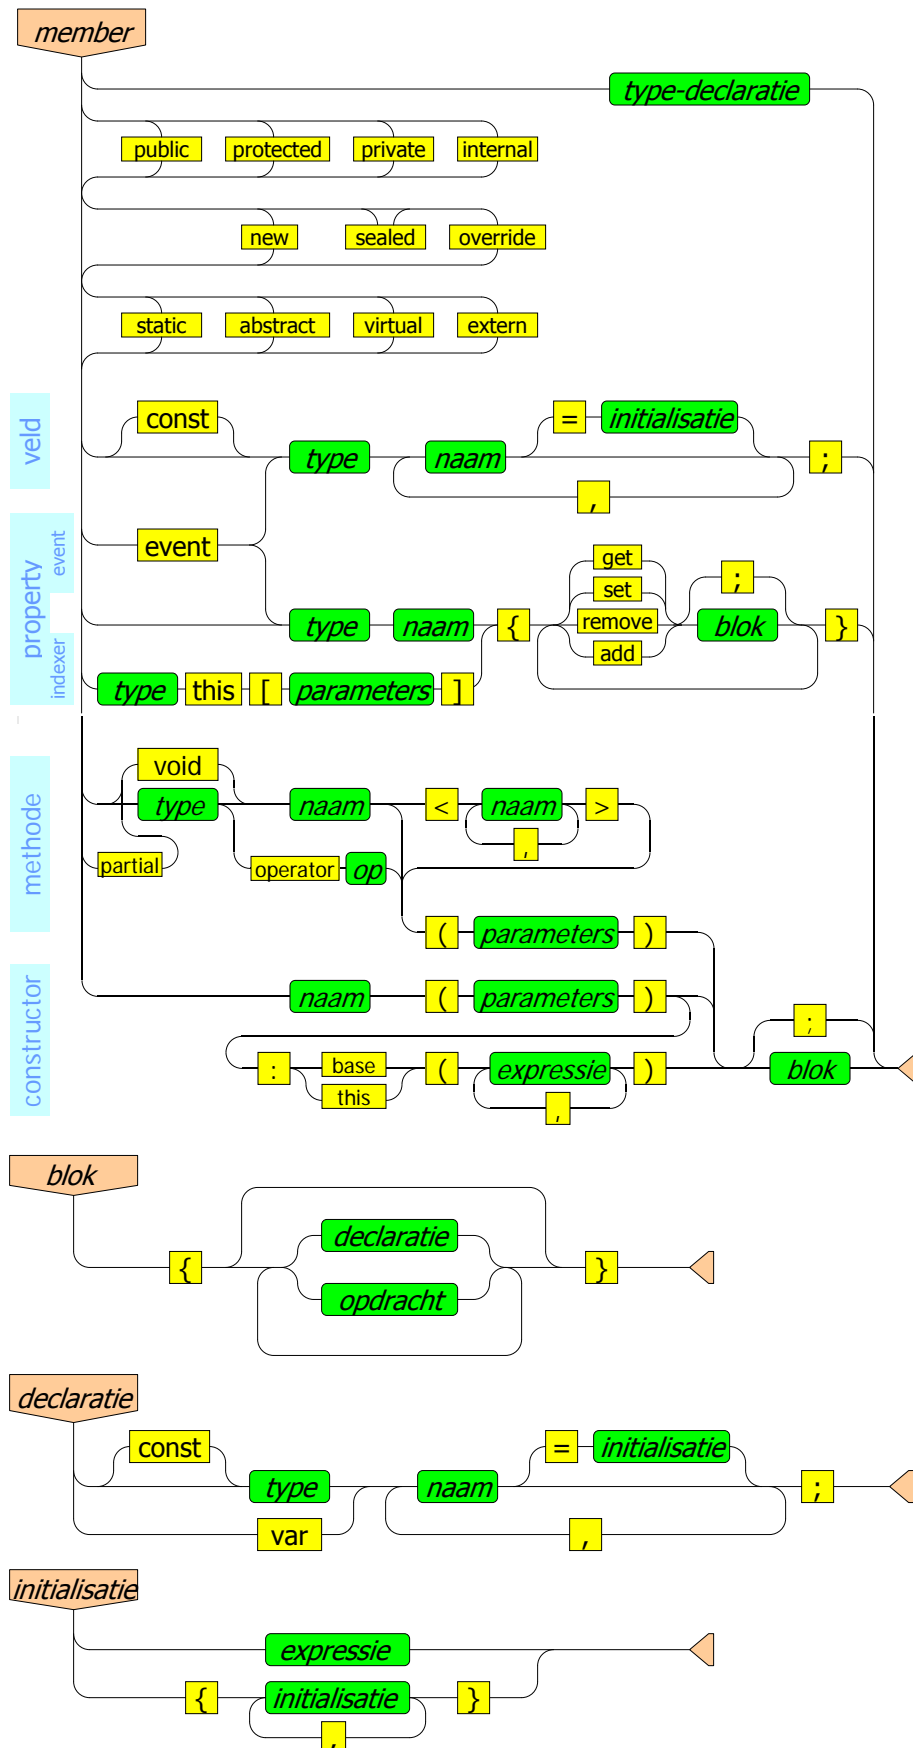 member
type-declaratie
public protected private internal
new sealed override
static abstract virtual extern
veld
const = initialisatie
type naam ;
,
property
event
indexer
event
get ;
set
type naam { remove blok }
add
type this [ parameters ]
methode
void
type naam < naam >
,
partial operator op
( parameters )
constructor
naam ( parameters )
;
: base ( expressie ) blok
this ,
blok
declaratie
{ }
opdracht
declaratie
const = initialisatie
type naam ;
var ,
initialisatie
expressie
{ initialisatie }
,